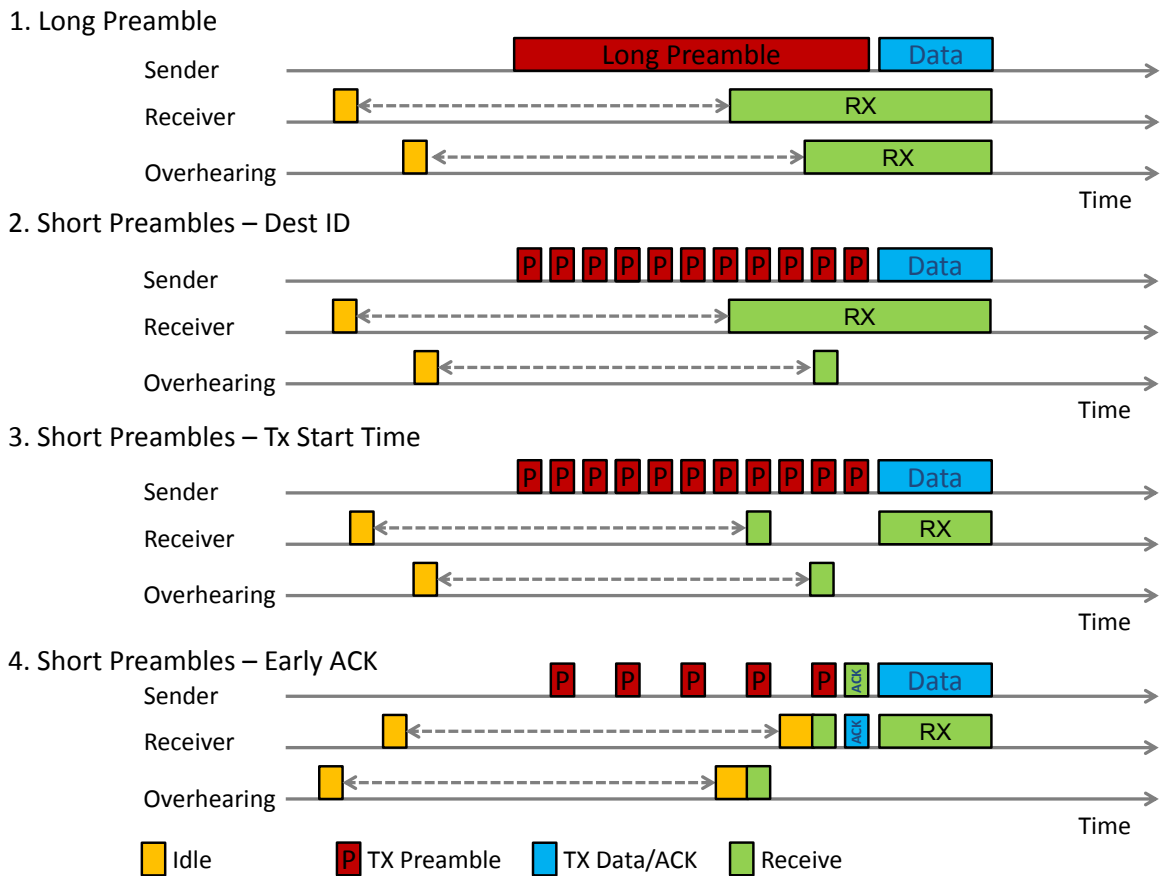 1. Long Preamble
Long Preamble Data
Sender
RX
Receiver
RX
Overhearing
Time
2. Short Preambles – Dest ID
P P P P P P P P P P P Data
Sender
RX
Receiver
Overhearing
Time
3. Short Preambles – Tx Start Time
P P P P P P P P P P P Data
Sender
RX
Receiver
Overhearing
Time
4. Short Preambles – Early ACK
P P P P P ACK Data
Sender
ACK RX
Receiver
Overhearing
Time
Idle P TX Preamble TX Data/ACK Receive